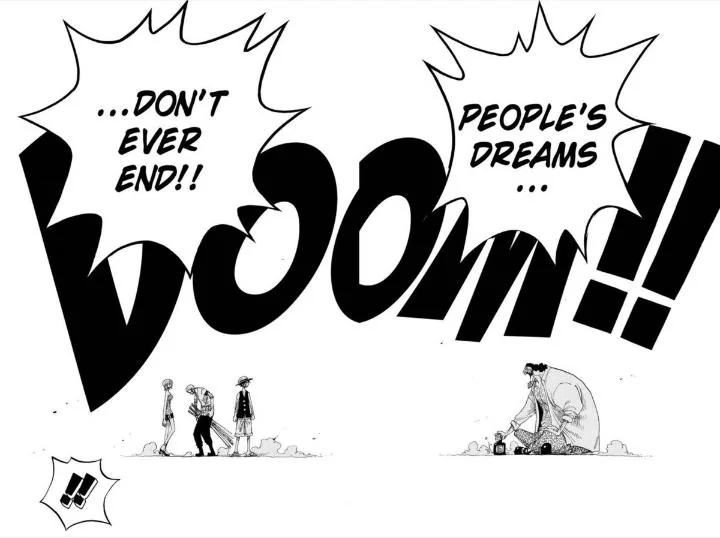 PEOPLE'S
DREAMS
...
...DON'T
EVER
END!!
BOOM!!
!!